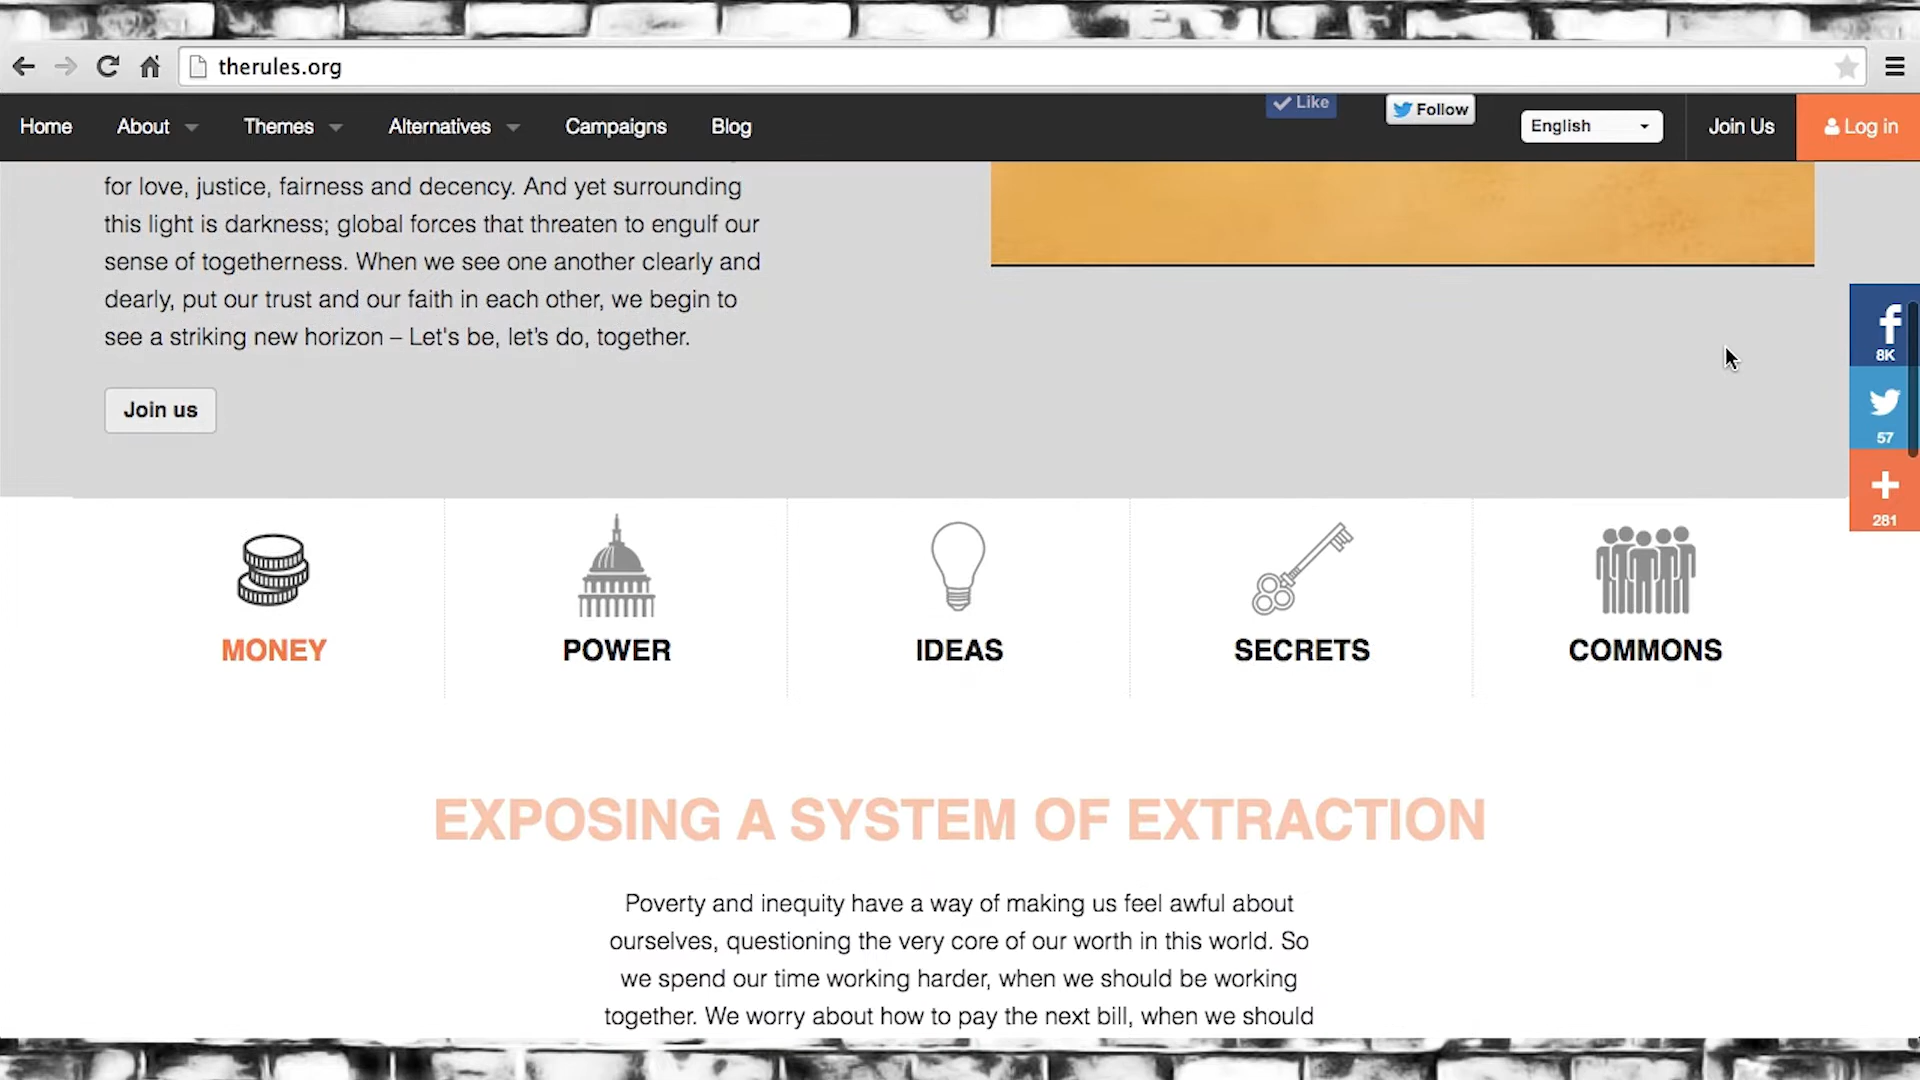 therules.org
Home About Themes Alternatives Campaigns Blog Like Follow English Join Us Log in
for love, justice, fairness and decency. And yet surrounding
this light is darkness; global forces that threaten to engulf our
sense of togetherness. When we see one another clearly and
dearly, put our trust and our faith in each other, we begin to
see a striking new horizon – Let's be, let’s do, together.
Join us
8K
57
281
MONEY POWER IDEAS SECRETS COMMONS
EXPOSING A SYSTEM OF EXTRACTION
Poverty and inequity have a way of making us feel awful about
ourselves, questioning the very core of our worth in this world. So
we spend our time working harder, when we should be working
together. We worry about how to pay the next bill, when we should